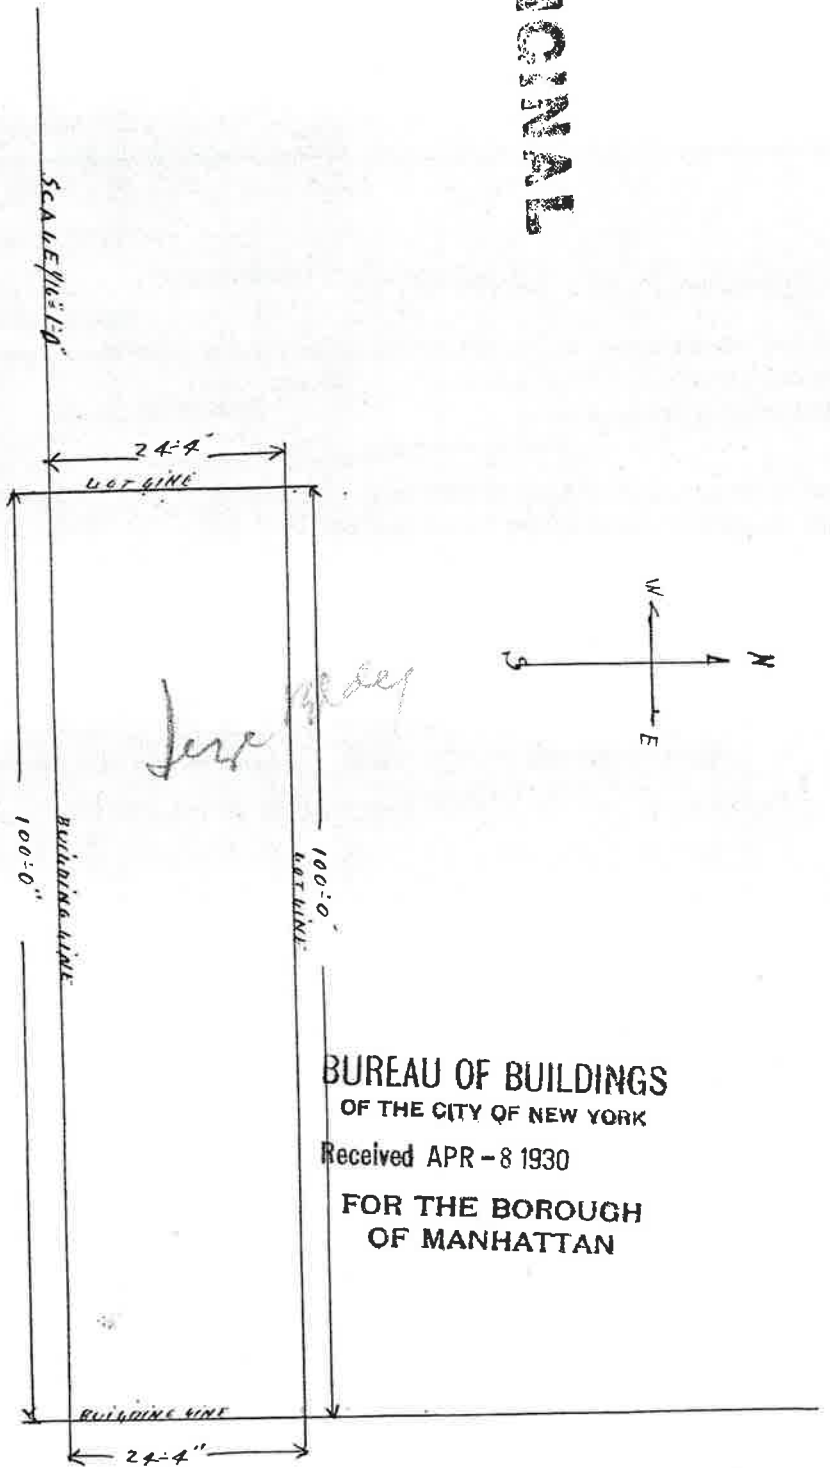 GINAL
SCALE 1/16"=1'-0"
24'-4"
LOT LINE
W
N
S
E
100'-0"
BUILDING LINE
100'-0"
LOT LINE
BUREAU OF BUILDINGS
OF THE CITY OF NEW YORK
Received APR - 8 1930
FOR THE BOROUGH
OF MANHATTAN
BUILDING LINE
24'-4"